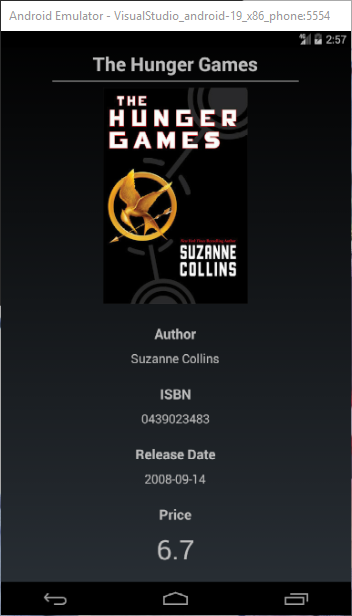 Android Emulator - VisualStudio_android-19_x86_phone:5554
2:57
The Hunger Games
THE
HUNGER
GAMES
SUZANNE
COLLINS
Author
Suzanne Collins
ISBN
0439023483
Release Date
2008-09-14
Price
6.7